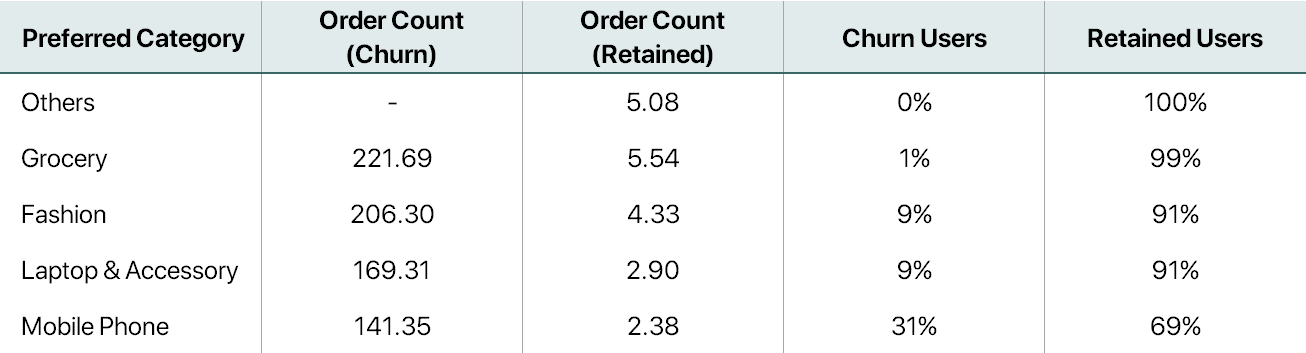 Preferred Category Order Count (Churn) Order Count (Retained) Churn Users Retained Users
Others - 5.08 0% 100%
Grocery 221.69 5.54 1% 99%
Fashion 206.30 4.33 9% 91%
Laptop & Accessory 169.31 2.90 9% 91%
Mobile Phone 141.35 2.38 31% 69%